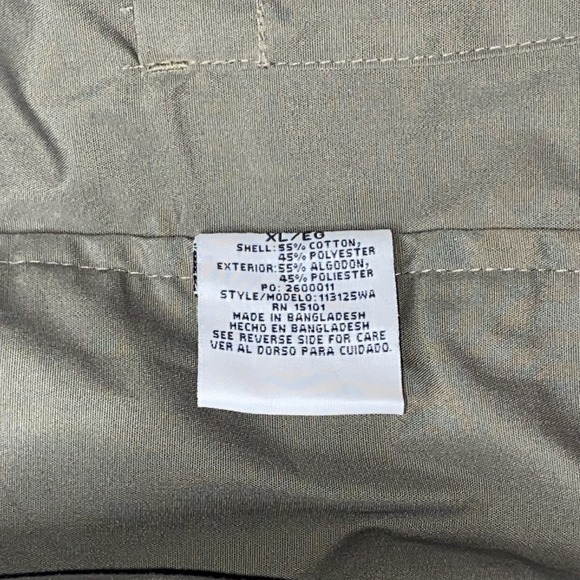 XL/EG
SHELL: 55% COTTON,
45% POLYESTER
EXTERIOR: 55% ALGODON,
45% POLIESTER
PO: 2600011
STYLE/MODELO: 113125WA
RN 15101
MADE IN BANGLADESH
HECHO EN BANGLADESH
SEE REVERSE SIDE FOR CARE
VER AL DORSO PARA CUIDADO.